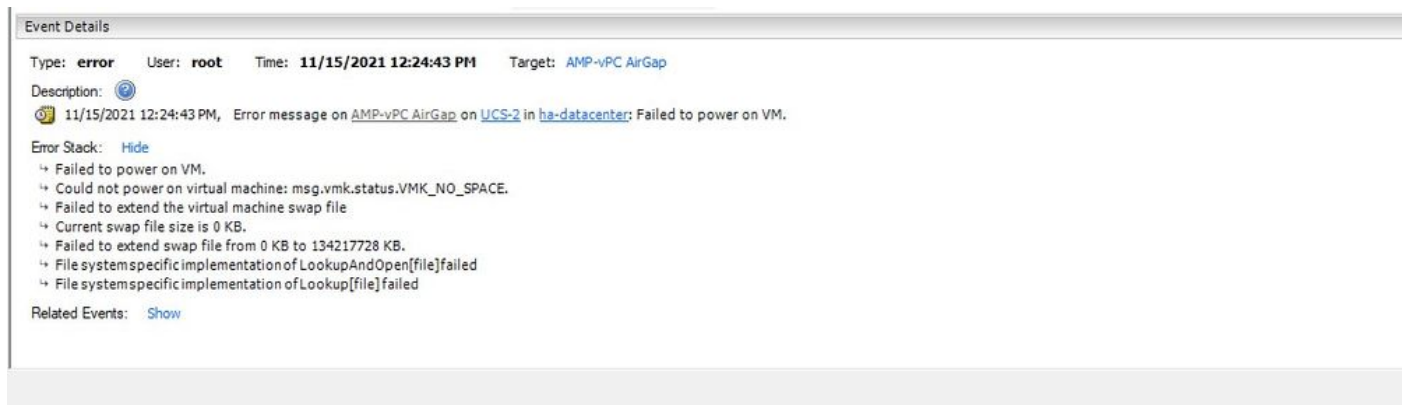 Event Details
Type: error User: root Time: 11/15/2021 12:24:43 PM Target: AMP-vPC AirGap
Description:
11/15/2021 12:24:43 PM, Error message on AMP-vPC AirGap on UCS-2 in ha-datacenter: Failed to power on VM.
Error Stack: Hide
Failed to power on VM.
Could not power on virtual machine: msg.vmk.status.VMK_NO_SPACE.
Failed to extend the virtual machine swap file
Current swap file size is 0 KB.
Failed to extend swap file from 0 KB to 134217728 KB.
File system specific implementation of LookupAndOpen[file] failed
File system specific implementation of Lookup[file] failed
Related Events: Show